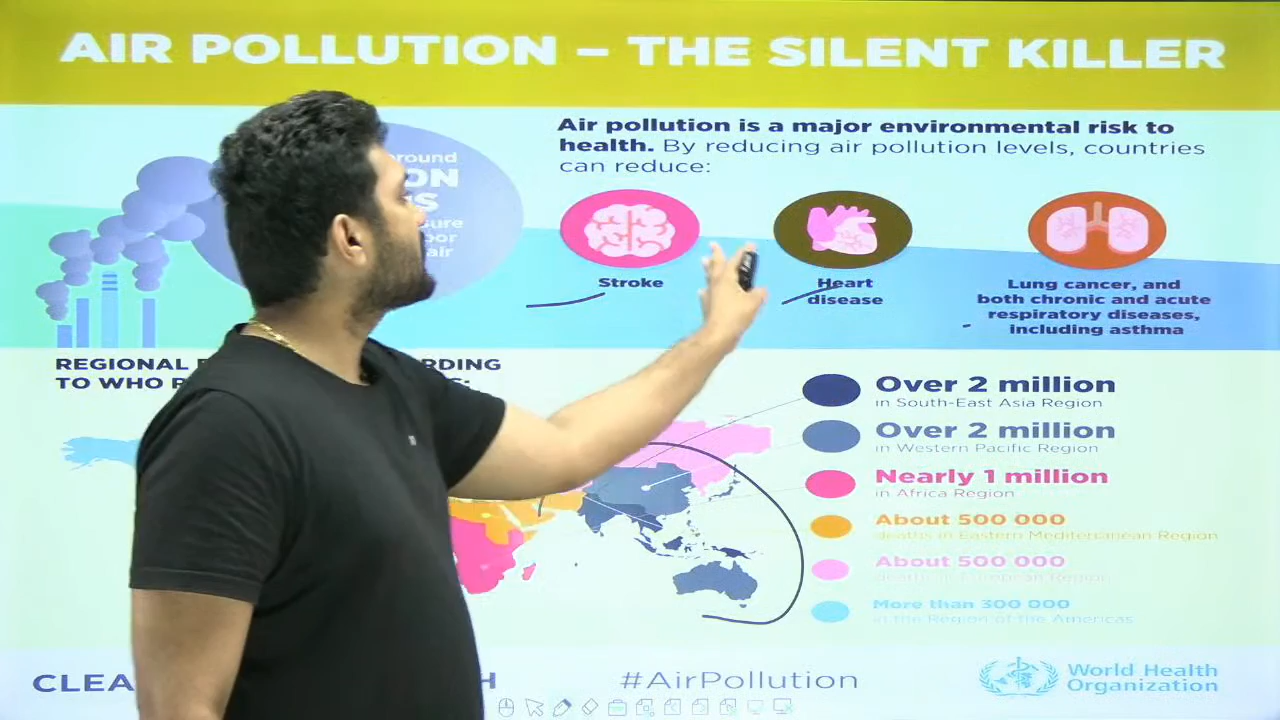 AIR POLLUTION – THE SILENT KILLER
Air pollution is a major environmental risk to
health. By reducing air pollution levels, countries
can reduce:
Stroke
Heart
disease
Lung cancer, and
both chronic and acute
respiratory diseases,
including asthma
REGIONAL
TO WHO
Over 2 million
in South-East Asia Region
Over 2 million
in Western Pacific Region
Nearly 1 million
in Africa Region
About 500 000
deaths in Eastern Mediterranean Region
About 500 000
deaths in European Region
More than 300 000
in the Region of the Americas
#AirPollution
World Health
Organization